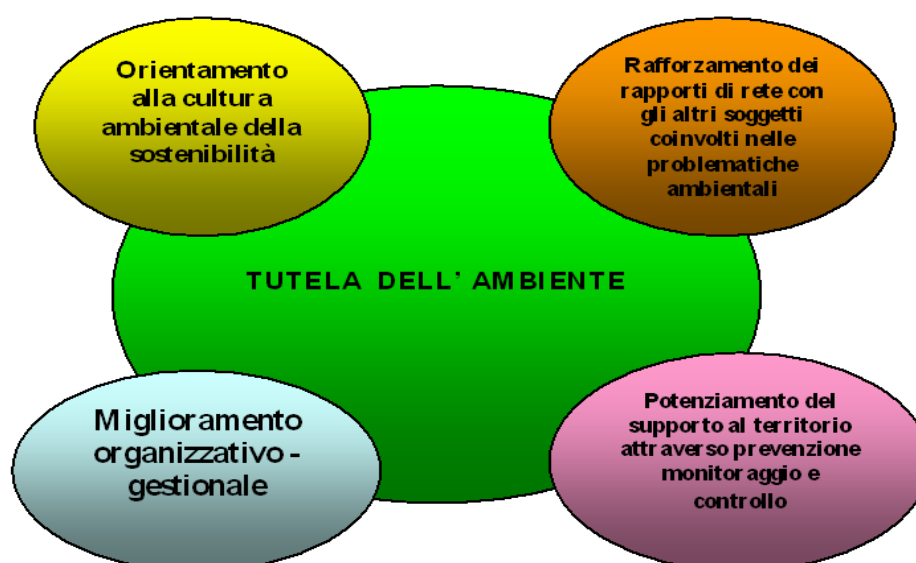 Orientamento
alla cultura
ambientale della
sostenibilità
Rafforzamento dei
rapporti di rete con
gli altri soggetti
coinvolti nelle
problematiche
ambientali
TUTELA DELL' AMBIENTE
Miglioramento
organizzativo -
gestionale
Potenziamento del
supporto al territorio
attraverso prevenzione
monitoraggio e
controllo